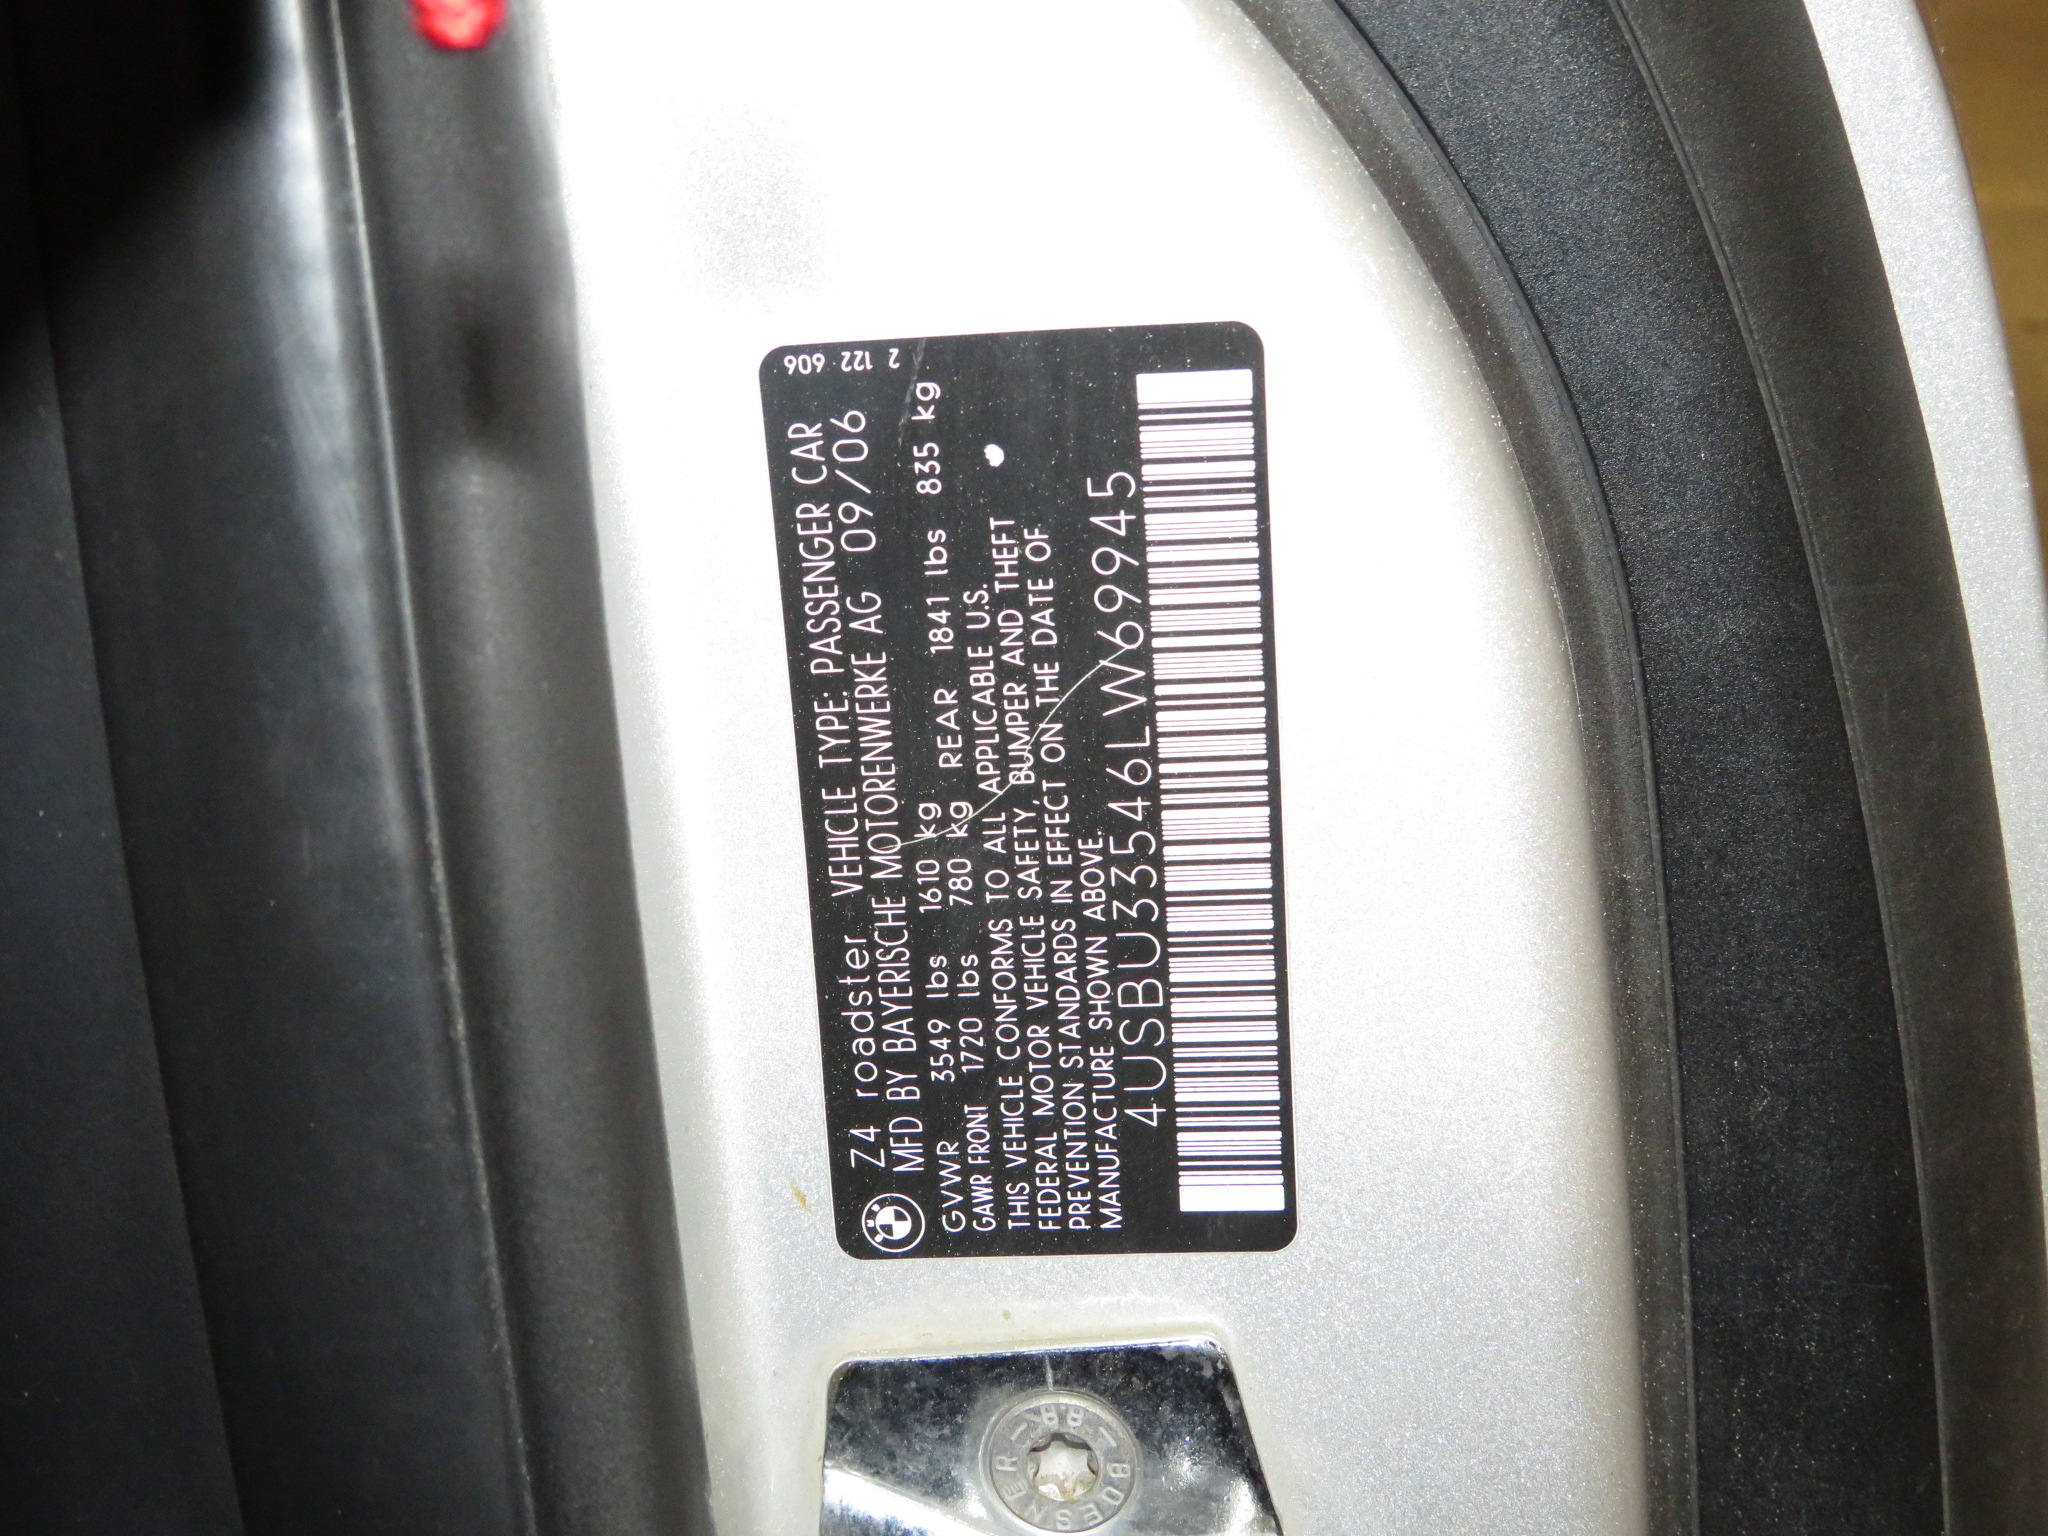 Z4 roadster VEHICLE TYPE: PASSENGER CAR
MFD BY BAYERISCHE MOTORENWERKE AG 09/06
GVWR 3549 lbs 1610 kg
GAWR FRONT 1720 lbs 780 kg REAR 1841 lbs 835 kg
THIS VEHICLE CONFORMS TO ALL APPLICABLE U.S.
FEDERAL MOTOR VEHICLE SAFETY, BUMPER AND THEFT
PREVENTION STANDARDS IN EFFECT ON THE DATE OF
MANUFACTURE SHOWN ABOVE.
4USBU33546LW69945
2 122 606